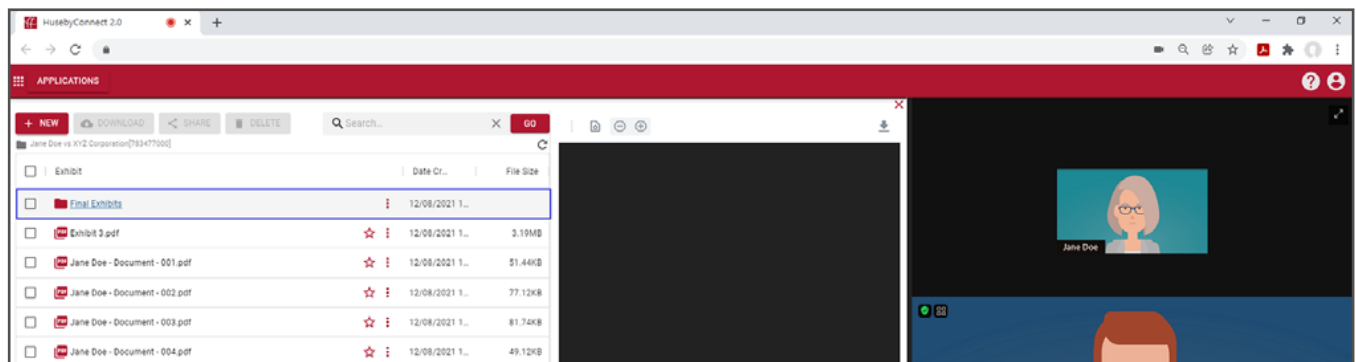 HusebyConnect 2.0
APPLICATIONS
+ NEW DOWNLOAD SHARE DELETE Search... GO
Jane Doe vs XYZ Corporation[783477000]
Exhibit Date Cr... File Size
Final Exhibits 12/08/2021 1...
Exhibit 3.pdf 12/08/2021 1... 3.19MB
Jane Doe - Document - 001.pdf 12/08/2021 1... 51.44KB
Jane Doe - Document - 002.pdf 12/08/2021 1... 77.12KB
Jane Doe - Document - 003.pdf 12/08/2021 1... 81.74KB
Jane Doe - Document - 004.pdf 12/08/2021 1... 49.12KB
Jane Doe